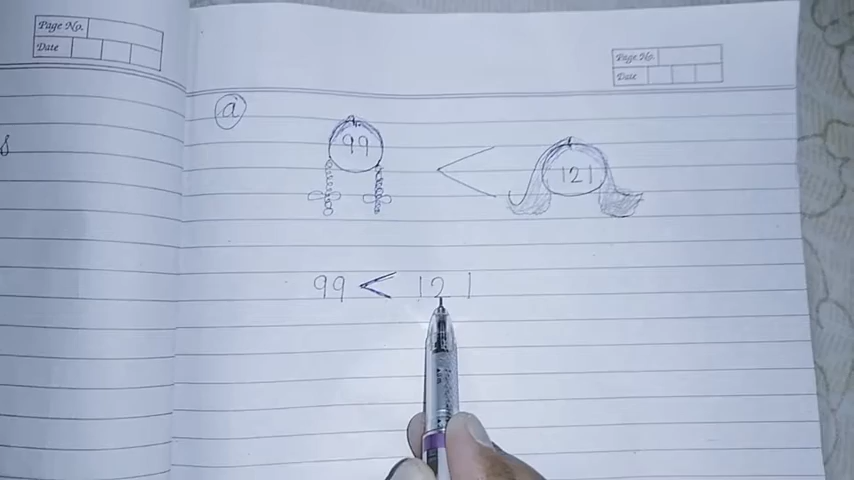 Page No.
Date
Page No.
Date
a
99 < 121
99 < 121